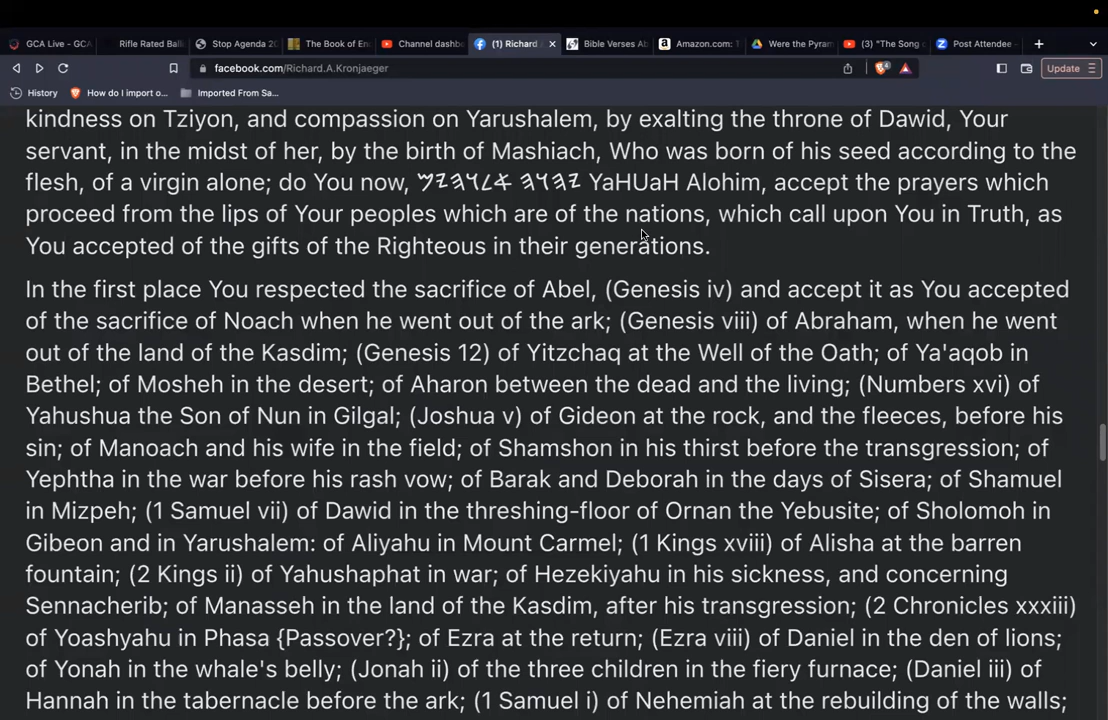 GCA Live - GCA
Rifle Rated Balli
Stop Agenda 20
The Book of En
Channel dashbo
(1) Richard
Bible Verses Ab
Amazon.com: T
Were the Pyram
(3) "The Song o
Post Attendee -
facebook.com/Richard.A.Kronjaeger
4
Update
History
How do I import o...
Imported From Sa...
kindness on Tziyon, and compassion on Yarushalem, by exalting the throne of Dawid, Your
servant, in the midst of her, by the birth of Mashiach, Who was born of his seed according to the
flesh, of a virgin alone; do You now, 𐤉𐤄𐤅𐤄 𐤀𐤋𐤅𐤄𐤉𐤌 YaHUaH Alohim, accept the prayers which
proceed from the lips of Your peoples which are of the nations, which call upon You in Truth, as
You accepted of the gifts of the Righteous in their generations.
In the first place You respected the sacrifice of Abel, (Genesis iv) and accept it as You accepted
of the sacrifice of Noach when he went out of the ark; (Genesis viii) of Abraham, when he went
out of the land of the Kasdim; (Genesis 12) of Yitzchaq at the Well of the Oath; of Ya'aqob in
Bethel; of Mosheh in the desert; of Aharon between the dead and the living; (Numbers xvi) of
Yahushua the Son of Nun in Gilgal; (Joshua v) of Gideon at the rock, and the fleeces, before his
sin; of Manoach and his wife in the field; of Shamshon in his thirst before the transgression; of
Yephtha in the war before his rash vow; of Barak and Deborah in the days of Sisera; of Shamuel
in Mizpeh; (1 Samuel vii) of Dawid in the threshing-floor of Ornan the Yebusite; of Sholomoh in
Gibeon and in Yarushalem: of Aliyahu in Mount Carmel; (1 Kings xviii) of Alisha at the barren
fountain; (2 Kings ii) of Yahushaphat in war; of Hezekiyahu in his sickness, and concerning
Sennacherib; of Manasseh in the land of the Kasdim, after his transgression; (2 Chronicles xxxiii)
of Yoashyahu in Phasa {Passover?}; of Ezra at the return; (Ezra viii) of Daniel in the den of lions;
of Yonah in the whale's belly; (Jonah ii) of the three children in the fiery furnace; (Daniel iii) of
Hannah in the tabernacle before the ark; (1 Samuel i) of Nehemiah at the rebuilding of the walls;